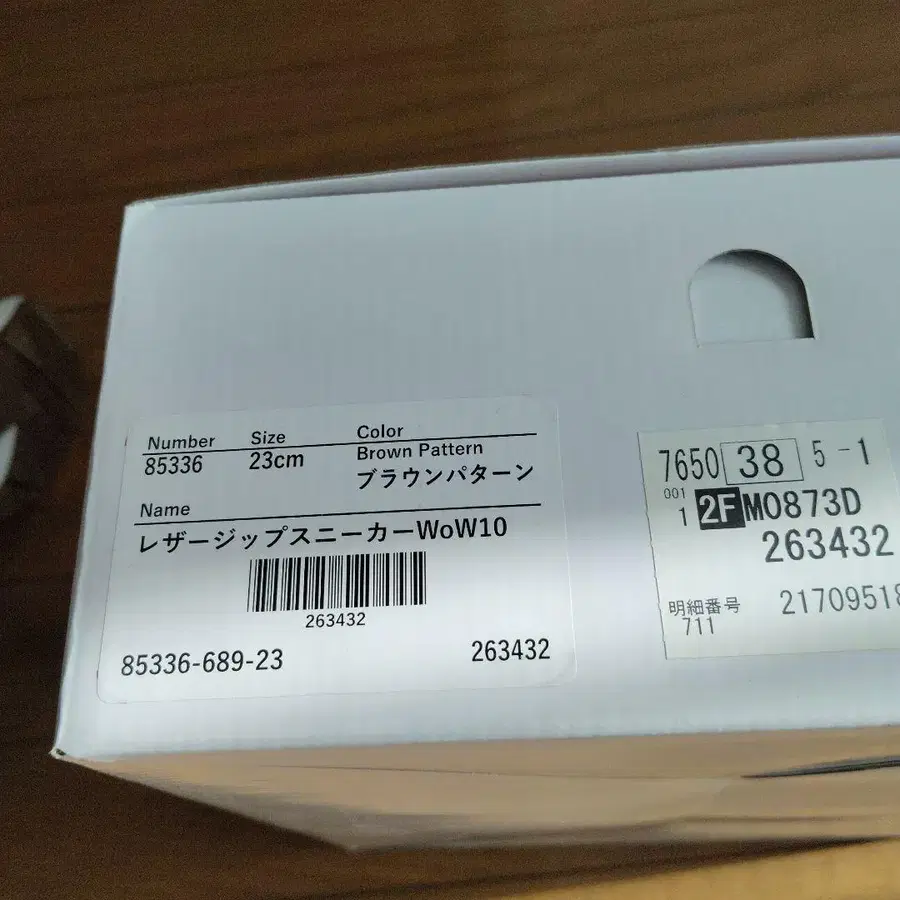 Number Size Color
85336 23cm Brown Pattern
ブラウンパターン
Name
レザージップスニーカーWoW10
263432
85336-689-23 263432
7650 38 5-1
001
1 2F M0873D
263432
明細番号 21709518
711